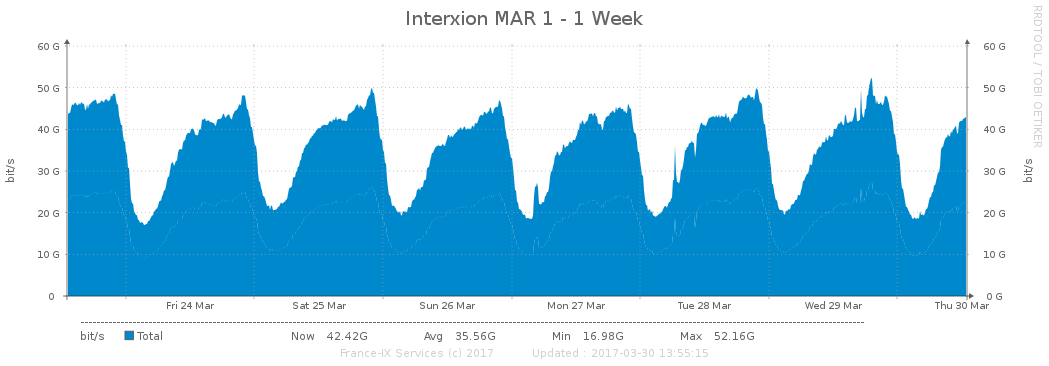 Interxion MAR 1 - 1 Week
RRDTOOL / TOBI OETIKER
bit/s
60 G 60 G
50 G 50 G
40 G 40 G
30 G 30 G
20 G 20 G
10 G 10 G
0 0 G
bit/s
Fri 24 Mar Sat 25 Mar Sun 26 Mar Mon 27 Mar Tue 28 Mar Wed 29 Mar Thu 30 Mar
bit/s Total Now 42.42G Avg 35.56G Min 16.98G Max 52.16G
France-IX Services (c) 2017 Updated : 2017-03-30 13:55:15